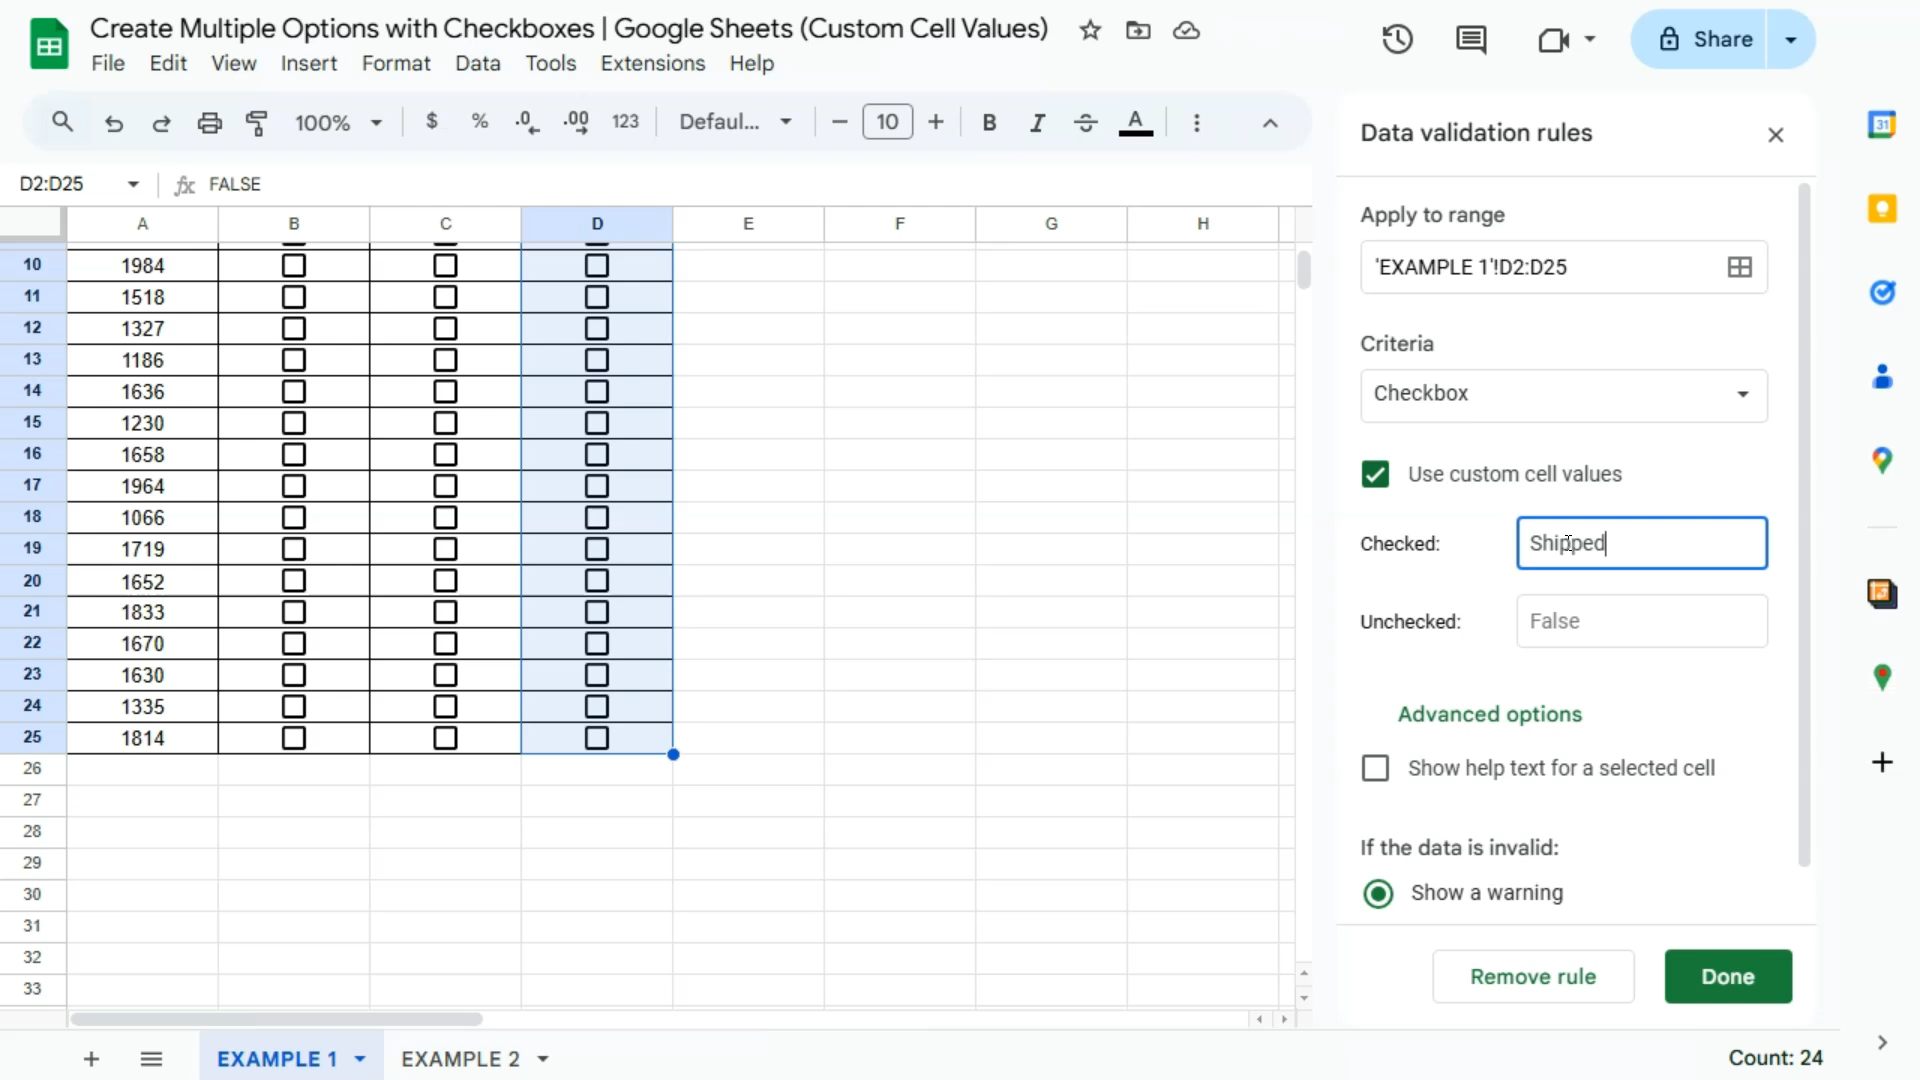 Create Multiple Options with Checkboxes | Google Sheets (Custom Cell Values)
File Edit View Insert Format Data Tools Extensions Help
Share
100% $ % .0 .00 123 Defaul... 10 B I S A
D2:D25 fx FALSE
A B C D E F G H
10 1984
11 1518
12 1327
13 1186
14 1636
15 1230
16 1658
17 1964
18 1066
19 1719
20 1652
21 1833
22 1670
23 1630
24 1335
25 1814
26
27
28
29
30
31
32
33
EXAMPLE 1 EXAMPLE 2
Count: 24
Data validation rules
Apply to range
'EXAMPLE 1'!D2:D25
Criteria
Checkbox
Use custom cell values
Checked: Shipped
Unchecked: False
Advanced options
Show help text for a selected cell
If the data is invalid:
Show a warning
Remove rule Done
31